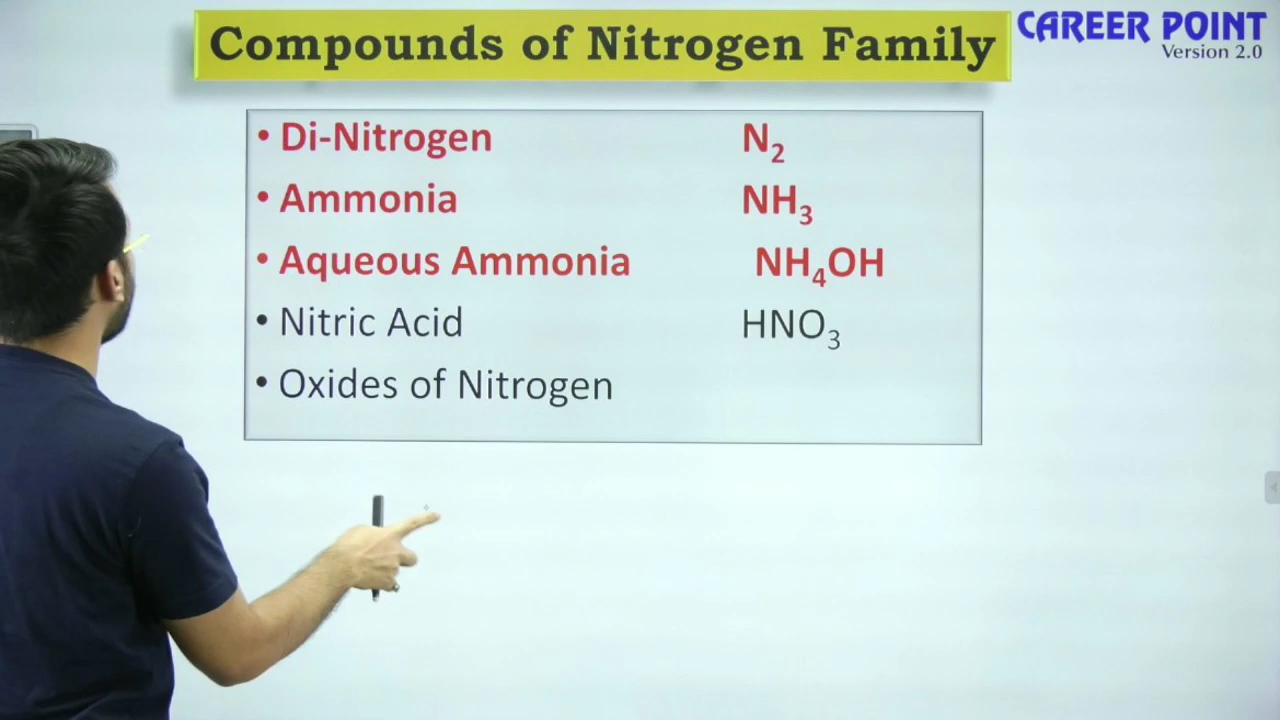 Compounds of Nitrogen Family
CAREER POINT
Version 2.0
• Di-Nitrogen N₂
• Ammonia NH₃
• Aqueous Ammonia NH₄OH
• Nitric Acid HNO₃
• Oxides of Nitrogen